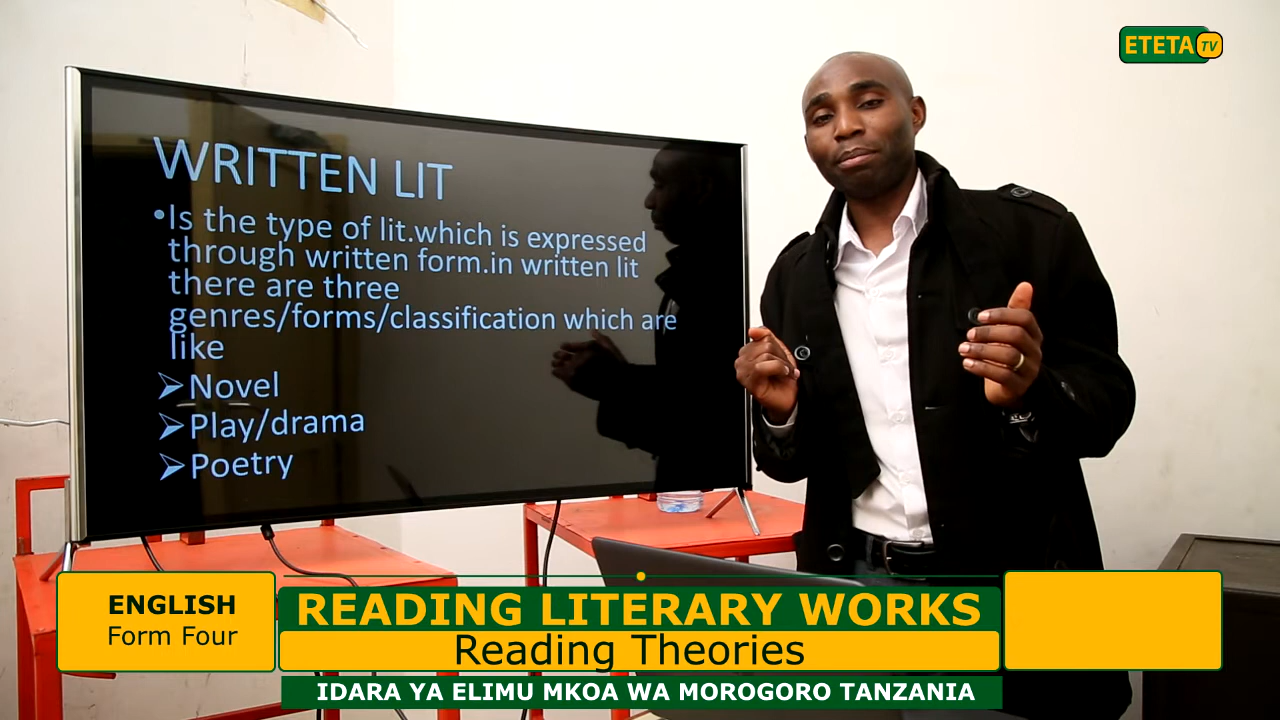 ETETA TV
WRITTEN LIT
•Is the type of lit.which is expressed
through written form.in written lit
there are three
genres/forms/classification which are
like
➢Novel
➢Play/drama
➢Poetry
ENGLISH
Form Four
READING LITERARY WORKS
Reading Theories
IDARA YA ELIMU MKOA WA MOROGORO TANZANIA